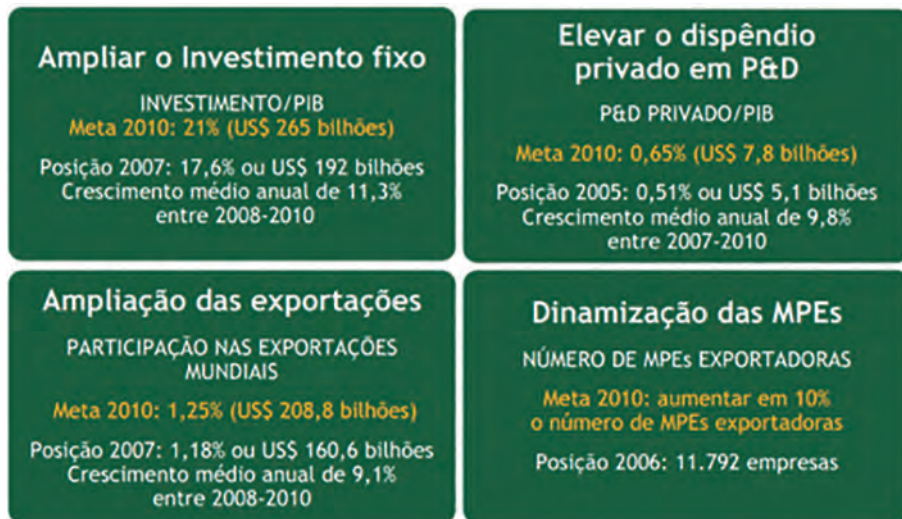 Ampliar o Investimento fixo
INVESTIMENTO/PIB
Meta 2010: 21% (US$ 265 bilhões)
Posição 2007: 17,6% ou US$ 192 bilhões
Crescimento médio anual de 11,3%
entre 2008-2010
Elevar o dispêndio
privado em P&D
P&D PRIVADO/PIB
Meta 2010: 0,65% (US$ 7,8 bilhões)
Posição 2005: 0,51% ou US$ 5,1 bilhões
Crescimento médio anual de 9,8%
entre 2007-2010
Ampliação das exportações
PARTICIPAÇÃO NAS EXPORTAÇÕES
MUNDIAIS
Meta 2010: 1,25% (US$ 208,8 bilhões)
Posição 2007: 1,18% ou US$ 160,6 bilhões
Crescimento médio anual de 9,1%
entre 2008-2010
Dinamização das MPEs
NÚMERO DE MPEs EXPORTADORAS
Meta 2010: aumentar em 10%
o número de MPEs exportadoras
Posição 2006: 11.792 empresas